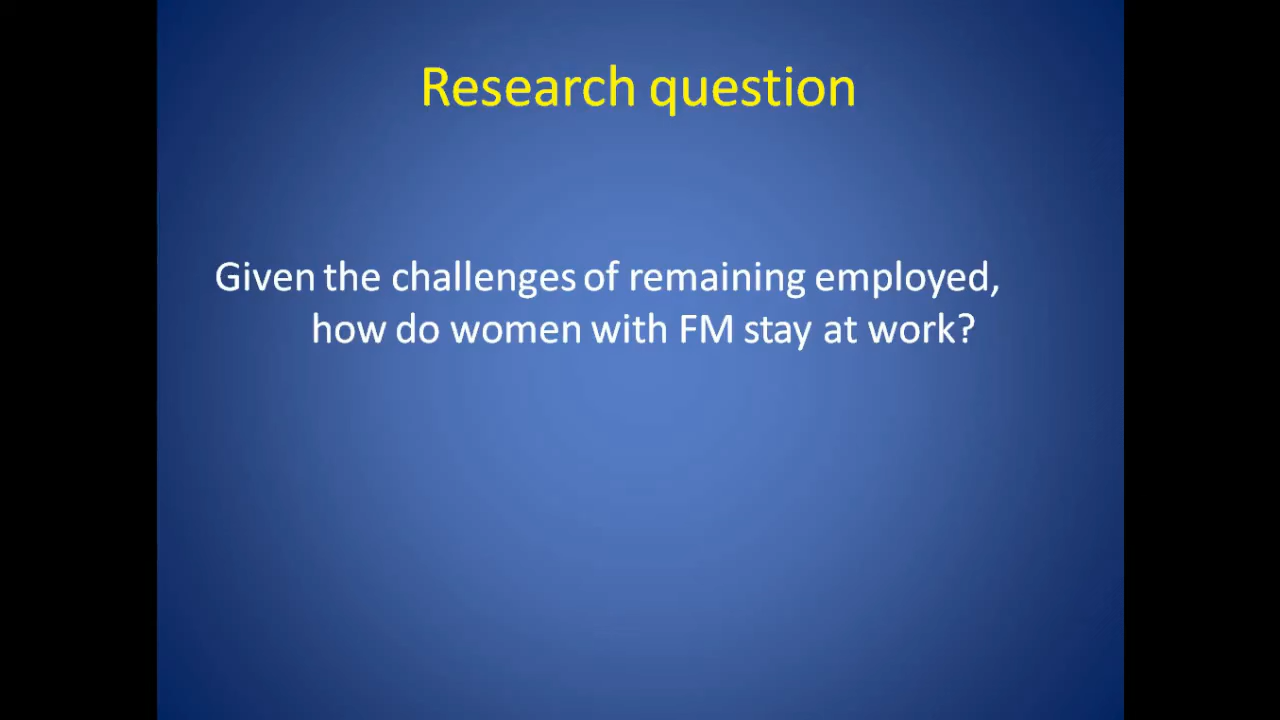 Research question
Given the challenges of remaining employed,
how do women with FM stay at work?